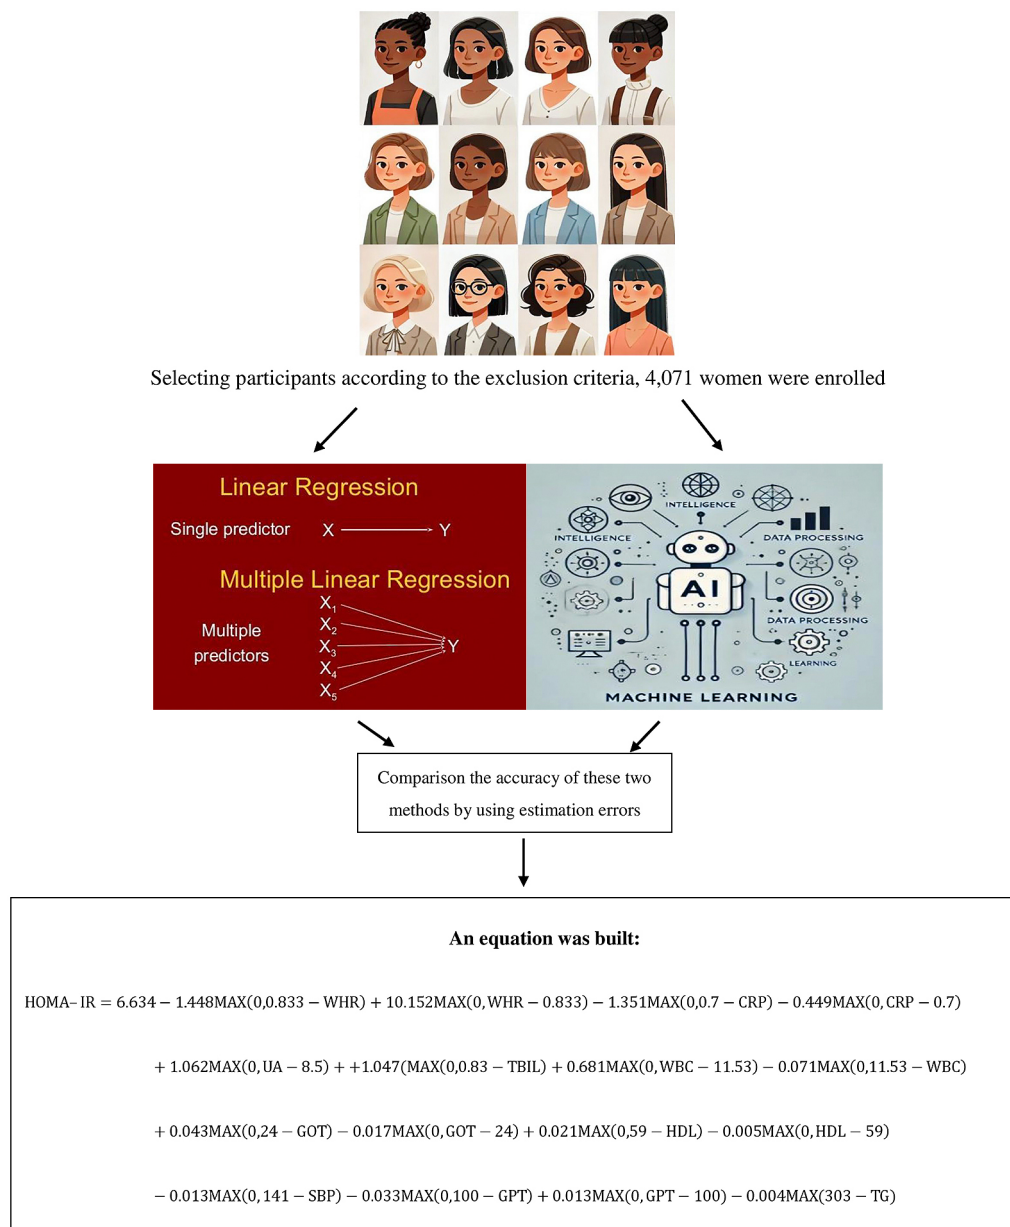 Selecting participants according to the exclusion criteria, 4,071 women were enrolled
Linear Regression
Single predictor X Y
Multiple Linear Regression
Multiple predictors
X1
X2
X3
X4
X5
Y
INTELLIGENCE
INTELLIGENCE
DATA PROCESSING
AI
DATA PROCESSING
LEARNING
MACHINE LEARNING
Comparison the accuracy of these two
methods by using estimation errors
An equation was built:
HOMA– IR = 6.634 − 1.448MAX(0,0.833 − WHR) + 10.152MAX(0, WHR − 0.833) − 1.351MAX(0,0.7 − CRP) − 0.449MAX(0, CRP − 0.7)
+ 1.062MAX(0, UA − 8.5) + +1.047(MAX(0,0.83 − TBIL) + 0.681MAX(0, WBC − 11.53) − 0.071MAX(0,11.53 − WBC)
+ 0.043MAX(0,24 − GOT) − 0.017MAX(0, GOT − 24) + 0.021MAX(0,59 − HDL) − 0.005MAX(0, HDL − 59)
− 0.013MAX(0,141 − SBP) − 0.033MAX(0,100 − GPT) + 0.013MAX(0, GPT − 100) − 0.004MAX(303 − TG)